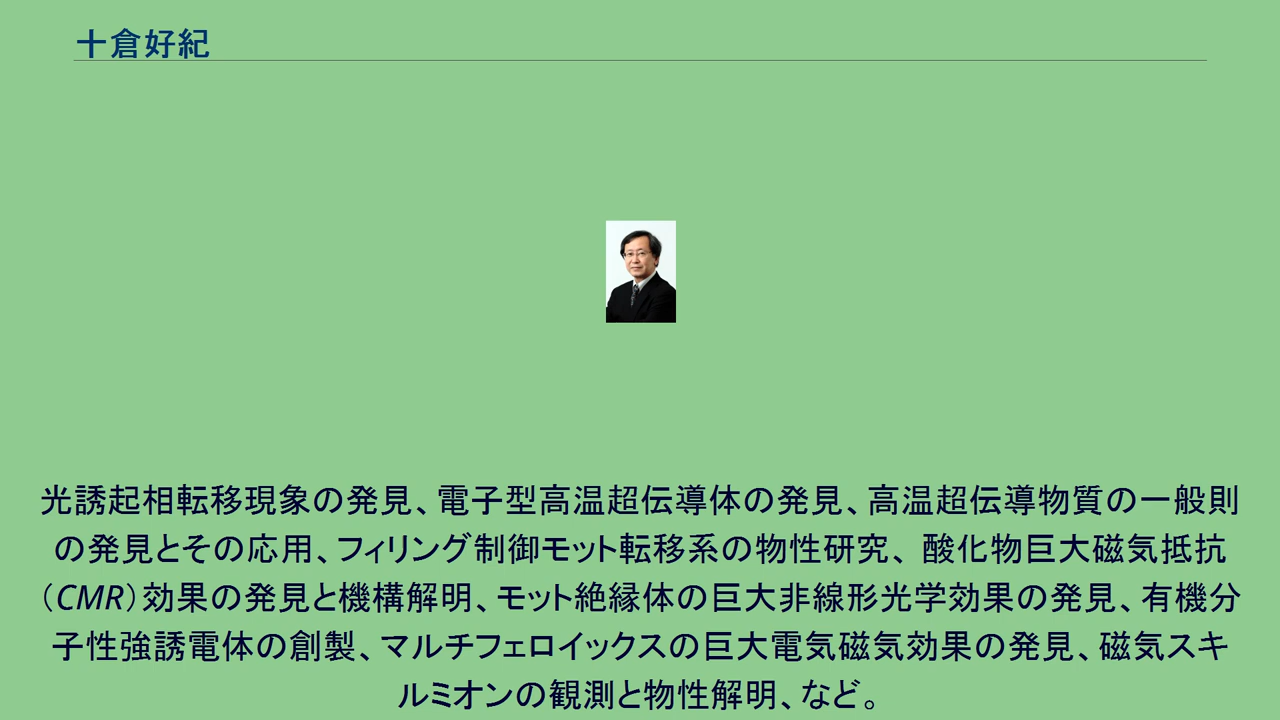 十倉好紀
光誘起相転移現象の発見、電子型高温超伝導体の発見、高温超伝導物質の一般則
の発見とその応用、フィリング制御モット転移系の物性研究、酸化物巨大磁気抵抗
（CMR）効果の発見と機構解明、モット絶縁体の巨大非線形光学効果の発見、有機分
子性強誘電体の創製、マルチフェロイックスの巨大電気磁気効果の発見、磁気スキ
ルミオンの観測と物性解明、など。